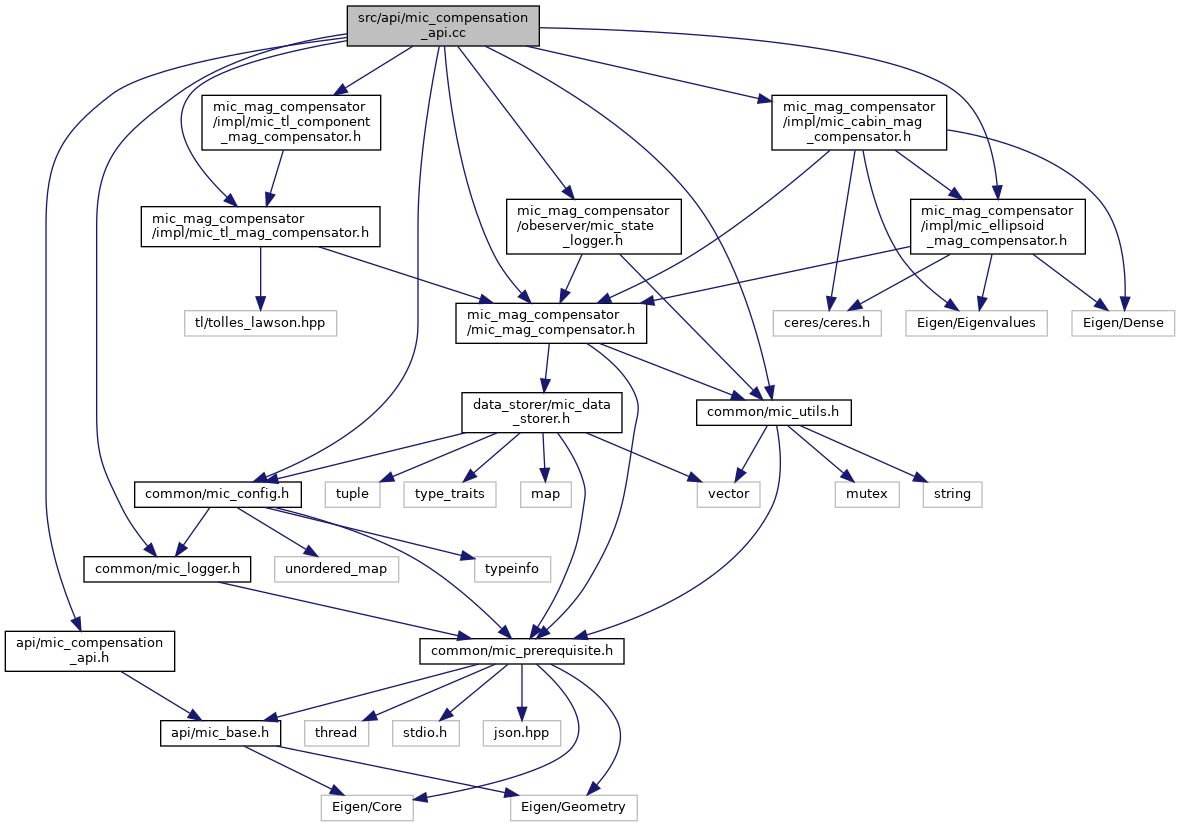 src/api/mic_compensation
_api.cc
mic_mag_compensator
/impl/mic_tl_component
_mag_compensator.h
mic_mag_compensator
/impl/mic_cabin_mag
_compensator.h
mic_mag_compensator
/impl/mic_tl_mag_compensator.h
mic_mag_compensator
/obeserver/mic_state
_logger.h
mic_mag_compensator
/impl/mic_ellipsoid
_mag_compensator.h
tl/tolles_lawson.hpp
mic_mag_compensator
/mic_mag_compensator.h
ceres/ceres.h
Eigen/Eigenvalues
Eigen/Dense
data_storer/mic_data
_storer.h
common/mic_utils.h
common/mic_config.h
tuple
type_traits
map
vector
mutex
string
common/mic_logger.h
unordered_map
typeinfo
api/mic_compensation
_api.h
common/mic_prerequisite.h
api/mic_base.h
thread
stdio.h
json.hpp
Eigen/Core
Eigen/Geometry